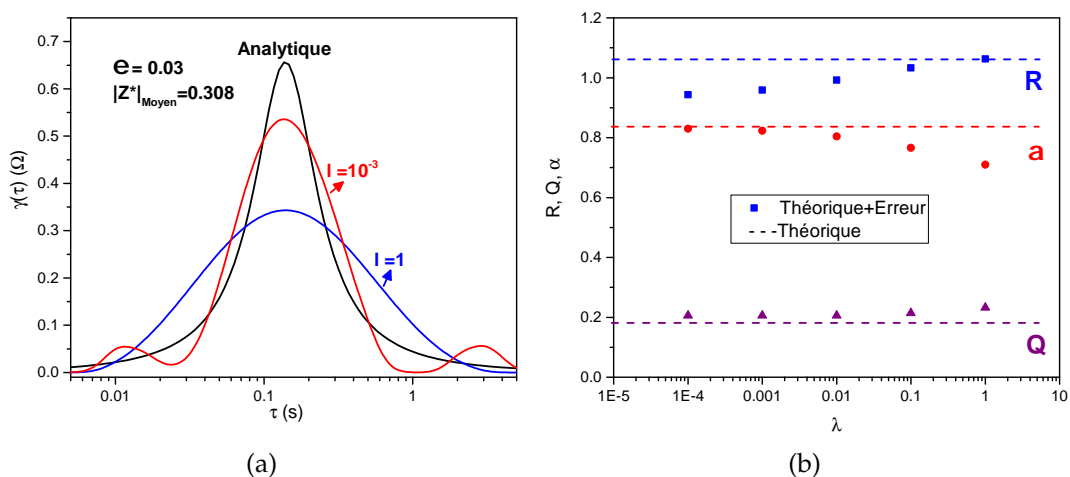 Analytique
e = 0.03
|Z*|Moyen=0.308
l =10-3
l =1
γ(τ) (Ω)
0.7
0.6
0.5
0.4
0.3
0.2
0.1
0.0
0.01
0.1
1
τ (s)
(a)
R, Q, α
1.2
1.0
0.8
0.6
0.4
0.2
0.0
R
a
Théorique+Erreur
---Théorique
Q
1E-5
1E-4
0.001
0.01
0.1
1
10
λ
(b)